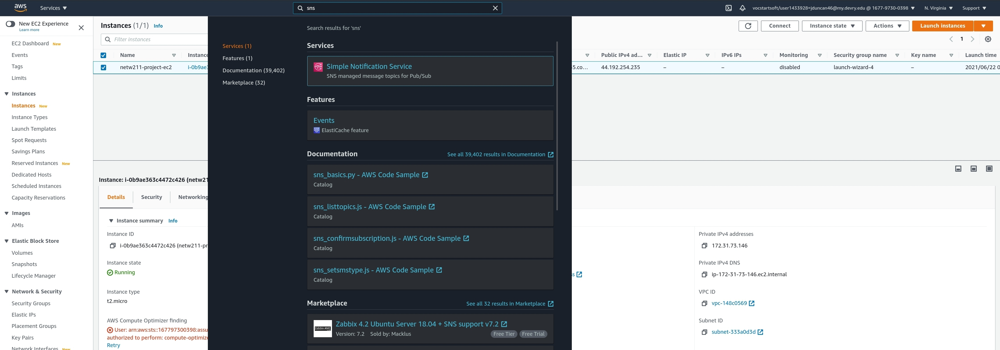 aws
Services
sns
vocstartsoft/user1433928=jduncan46@my.devry.edu @ 1677-9730-0398
N. Virginia
Support
New EC2 Experience
Learn more
EC2 Dashboard New
Events
Tags
Limits
Instances
Instances New
Instance Types
Launch Templates
Spot Requests
Savings Plans
Reserved Instances New
Dedicated Hosts
Scheduled Instances
Capacity Reservations
Images
AMIs
Elastic Block Store
Volumes
Snapshots
Lifecycle Manager
Network & Security
Security Groups
Elastic IPs
Placement Groups
Key Pairs
Network Interfaces New
Instances (1/1) Info
Filter instances
Name
Instance
netw211-project-ec2
i-0b9ae3
Instance: i-0b9ae363c4472c426 (netw21
Details
Security
Networking
Instance summary Info
Instance ID
i-0b9ae363c4472c426 (netw211-pr
Instance state
Running
Instance type
t2.micro
AWS Compute Optimizer finding
User: arn:aws:sts::167797300398:assu
authorized to perform: compute-optimize
Retry
Search results for 'sns'
Services (1)
Features (1)
Documentation (39,402)
Marketplace (32)
Services
Simple Notification Service
SNS managed message topics for Pub/Sub
Features
Events
ElastiCache feature
Documentation
See all 39,402 results in Documentation
sns_basics.py - AWS Code Sample
Catalog
sns_listtopics.js - AWS Code Sample
Catalog
sns_confirmsubscription.js - AWS Code Sample
Catalog
sns_setsmstype.js - AWS Code Sample
Catalog
Marketplace
See all 32 results in Marketplace
Zabbix AMI
Zabbix 4.2 Ubuntu Server 18.04 + SNS support v7.2
Version: 7.2 Sold by: Macklus
Free Tier
Free Trial
Connect
Instance state
Actions
Launch instances
1
Public IPv4 ad...
Elastic IP
IPv6 IPs
Monitoring
Security group name
Key name
Launch time
5.co...
44.192.254.235
–
–
disabled
launch-wizard-4
–
2021/06/22 0
ss
Private IPv4 addresses
172.31.73.146
Private IPv4 DNS
ip-172-31-73-146.ec2.internal
VPC ID
vpc-148c0569
Subnet ID
subnet-333a0d3d